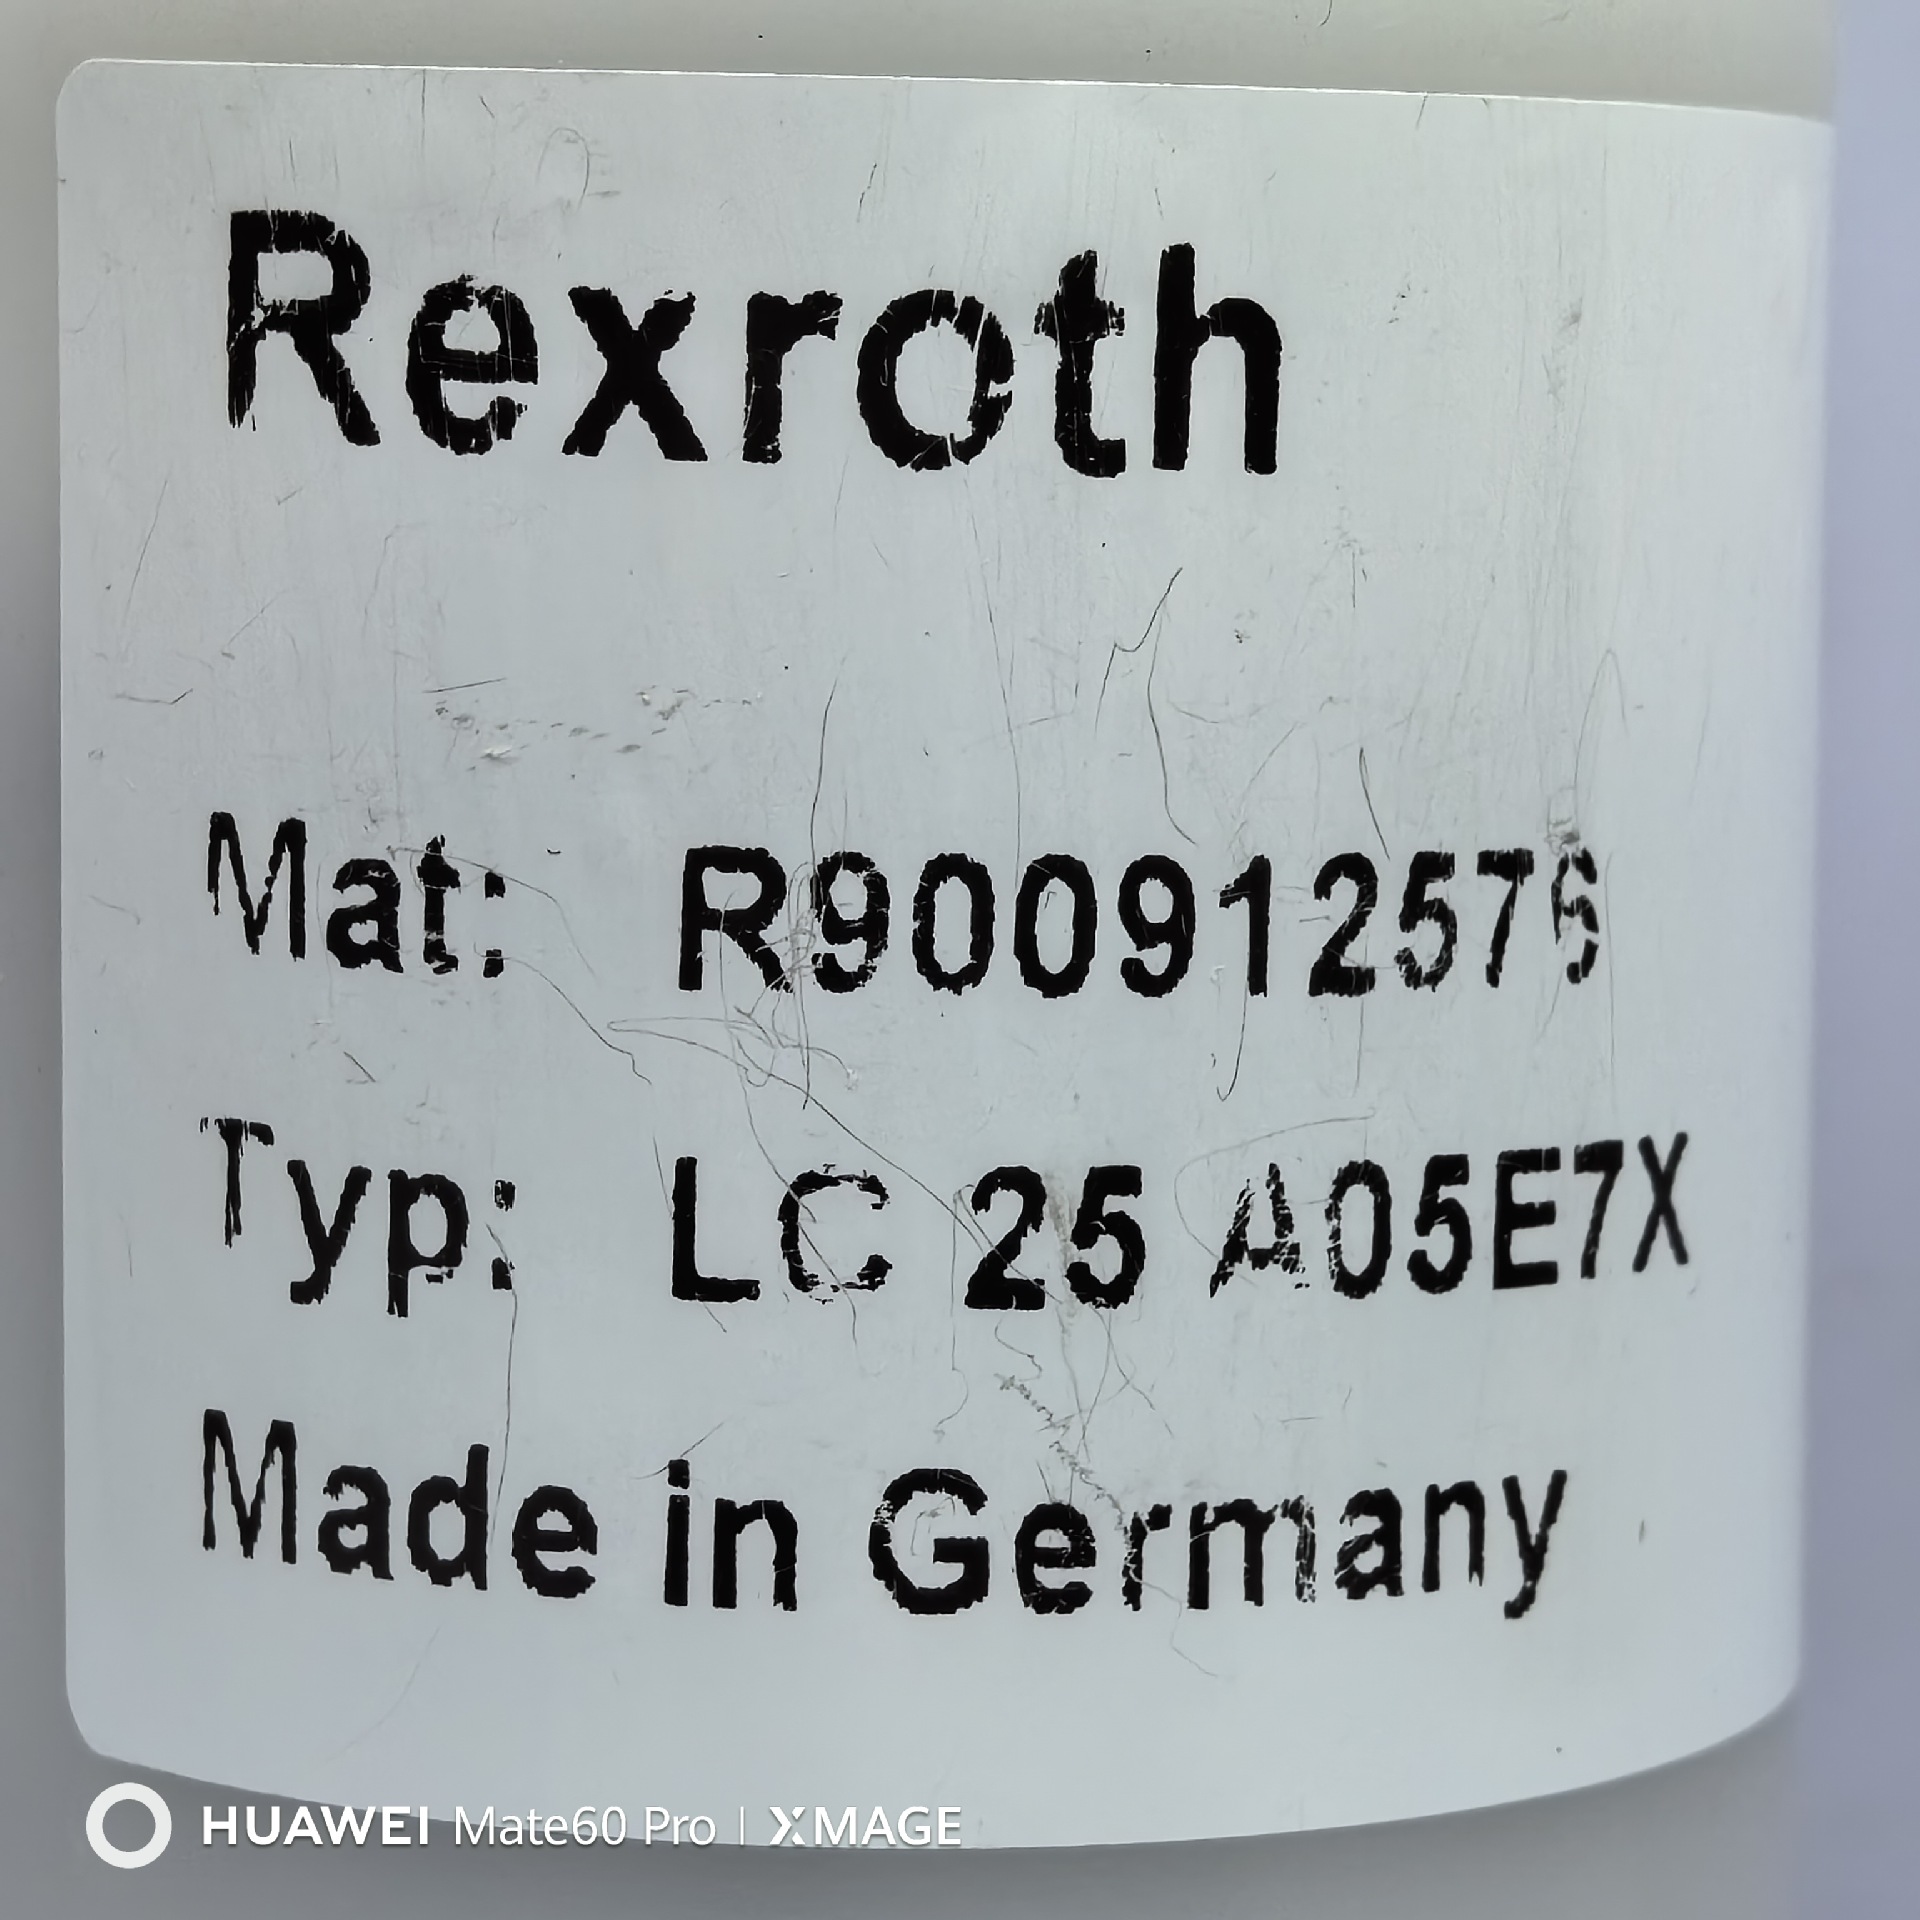 Rexroth
Mat: R900912576
Typ: LC 25 A05E7X
Made in Germany
HUAWEI Mate60 Pro | XMAGE